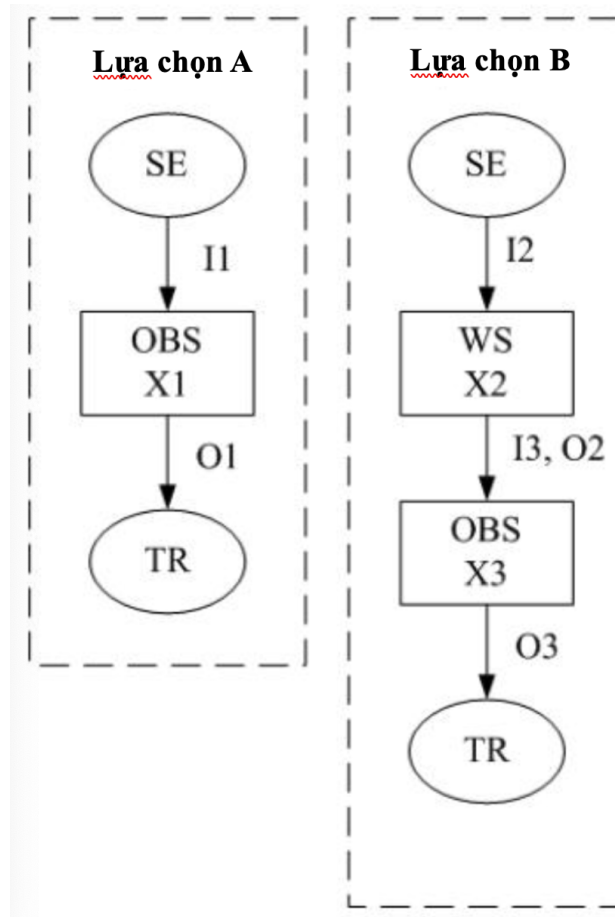 Lựa chọn A
SE
I1
OBS
X1
O1
TR
Lựa chọn B
SE
I2
WS
X2
I3, O2
OBS
X3
O3
TR